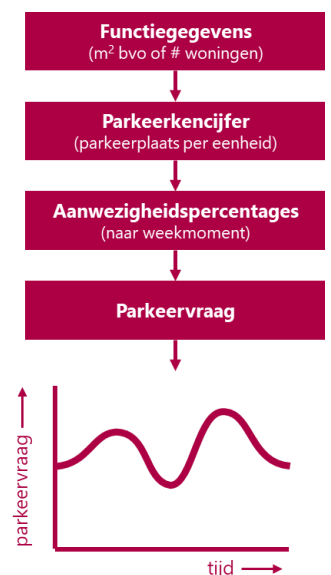 Functiegegevens
(m² bvo of # woningen)
Parkeerkencijfer
(parkeerplaats per eenheid)
Aanwezigheidspercentages
(naar weekmoment)
Parkeervraag
parkeervraag
tijd